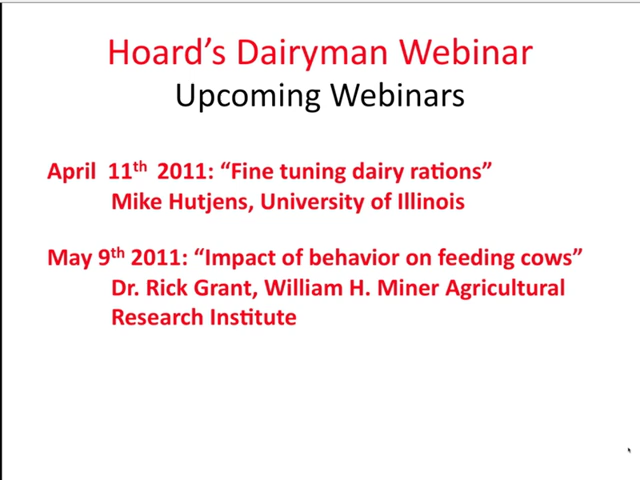 Hoard’s Dairyman Webinar
Upcoming Webinars
April 11th 2011: “Fine tuning dairy rations”
Mike Hutjens, University of Illinois
May 9th 2011: “Impact of behavior on feeding cows”
Dr. Rick Grant, William H. Miner Agricultural
Research Institute